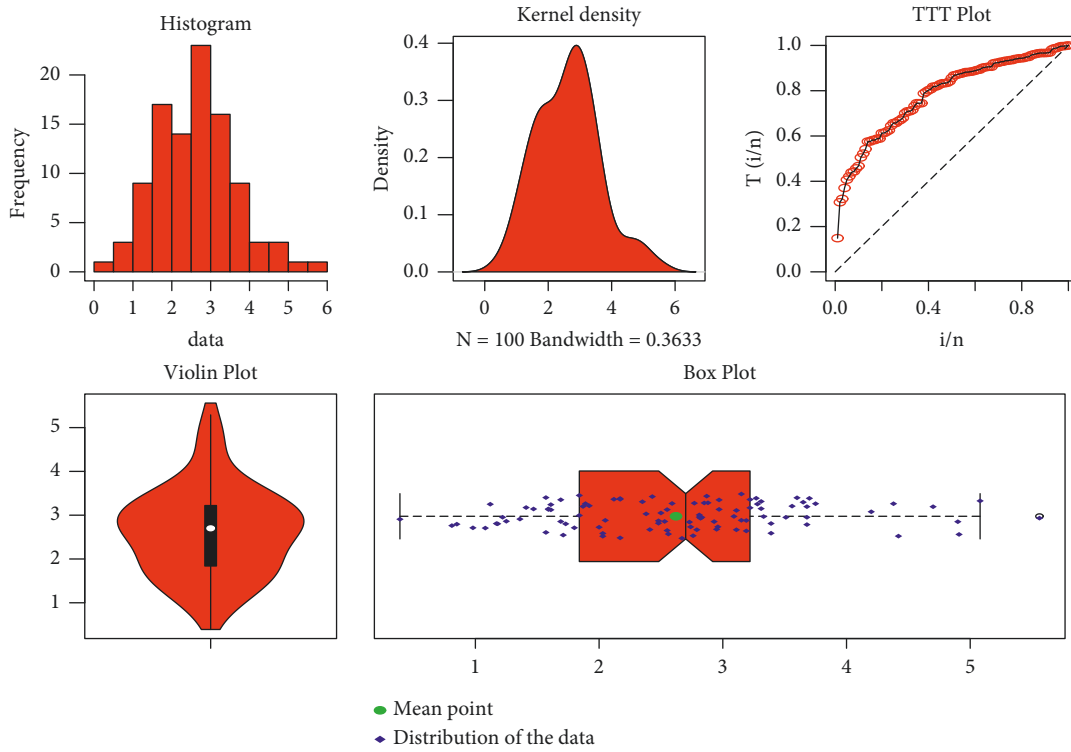 Histogram
Frequency
20
15
10
5
0
0 1 2 3 4 5 6
data
Kernel density
Density
0.4
0.3
0.2
0.1
0.0
0 2 4 6
N = 100 Bandwidth = 0.3633
TTT Plot
T (i/n)
1.0
0.8
0.6
0.4
0.2
0.0
0.0 0.4 0.8
i/n
Violin Plot
5
4
3
2
1
Box Plot
1 2 3 4 5
Mean point
Distribution of the data